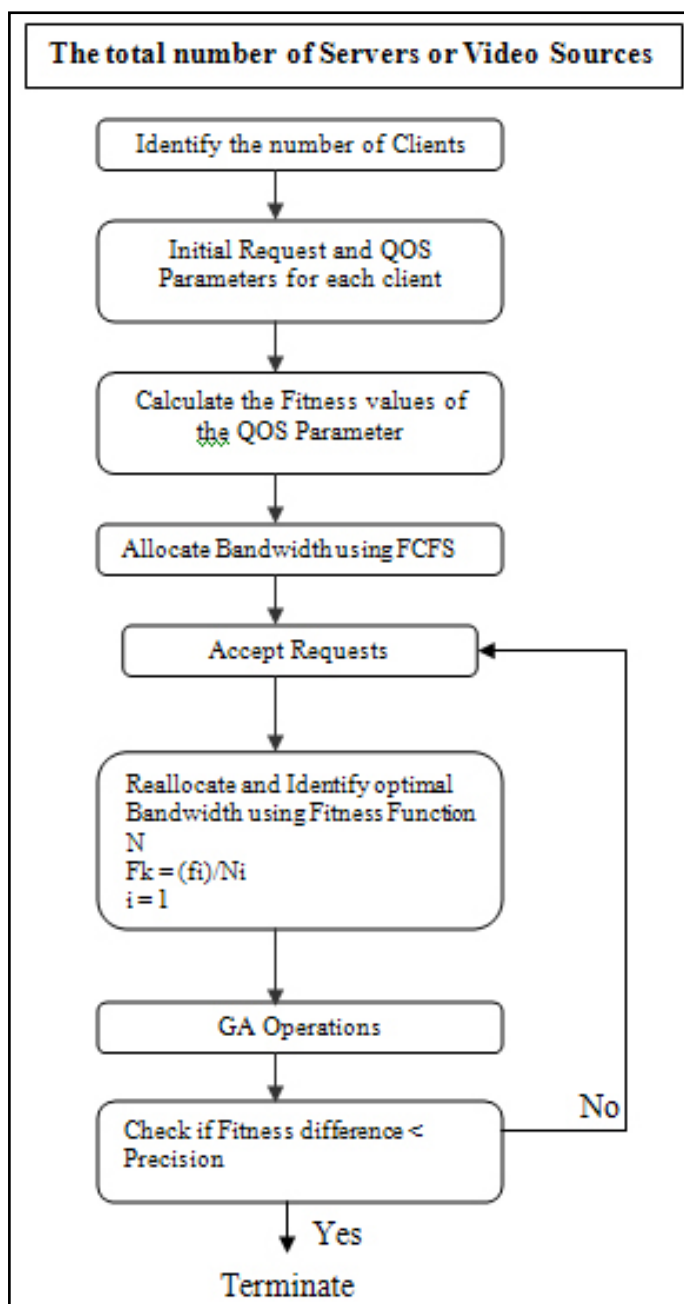 The total number of Servers or Video Sources
Identify the number of Clients
Initial Request and QOS
Parameters for each client
Calculate the Fitness values of
the QOS Parameter
Allocate Bandwidth using FCFS
Accept Requests
Reallocate and Identify optimal
Bandwidth using Fitness Function
N
Fk = (fi)/Ni
i = 1
GA Operations
Check if Fitness difference <
Precision
No
Yes
Terminate